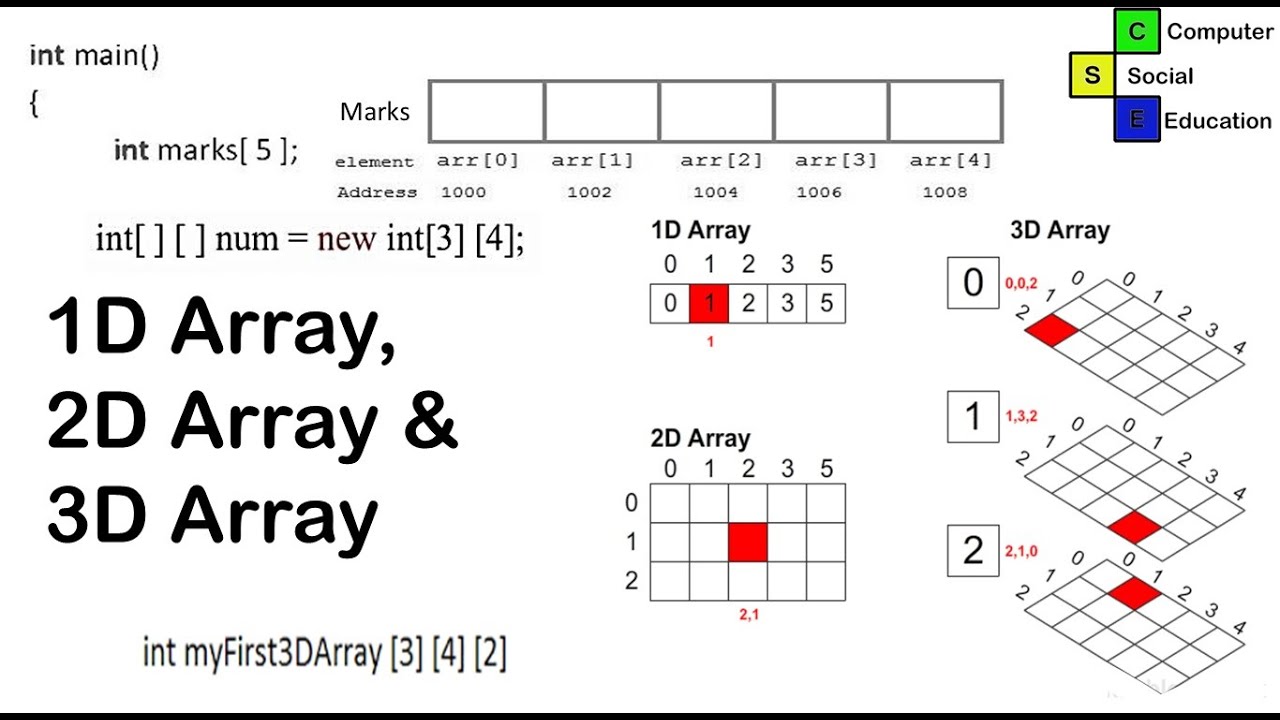 int main()
{
int marks[ 5 ];
Marks
element arr[0] arr[1] arr[2] arr[3] arr[4]
Address 1000 1002 1004 1006 1008
C Computer
S Social
E Education
int[ ] [ ] num = new int[3] [4];
1D Array,
2D Array &
3D Array
int myFirst3DArray [3] [4] [2]
1D Array
0 1 2 3 5
0 1 2 3 5
1
2D Array
0 1 2 3 5
0
1
2
2,1
3D Array
0
0,0,2
2 1 0
0 1 2 3 4
1
1,3,2
2 1 0
0 1 2 3 4
2
2,1,0
2 1 0
0 1 2 3 4